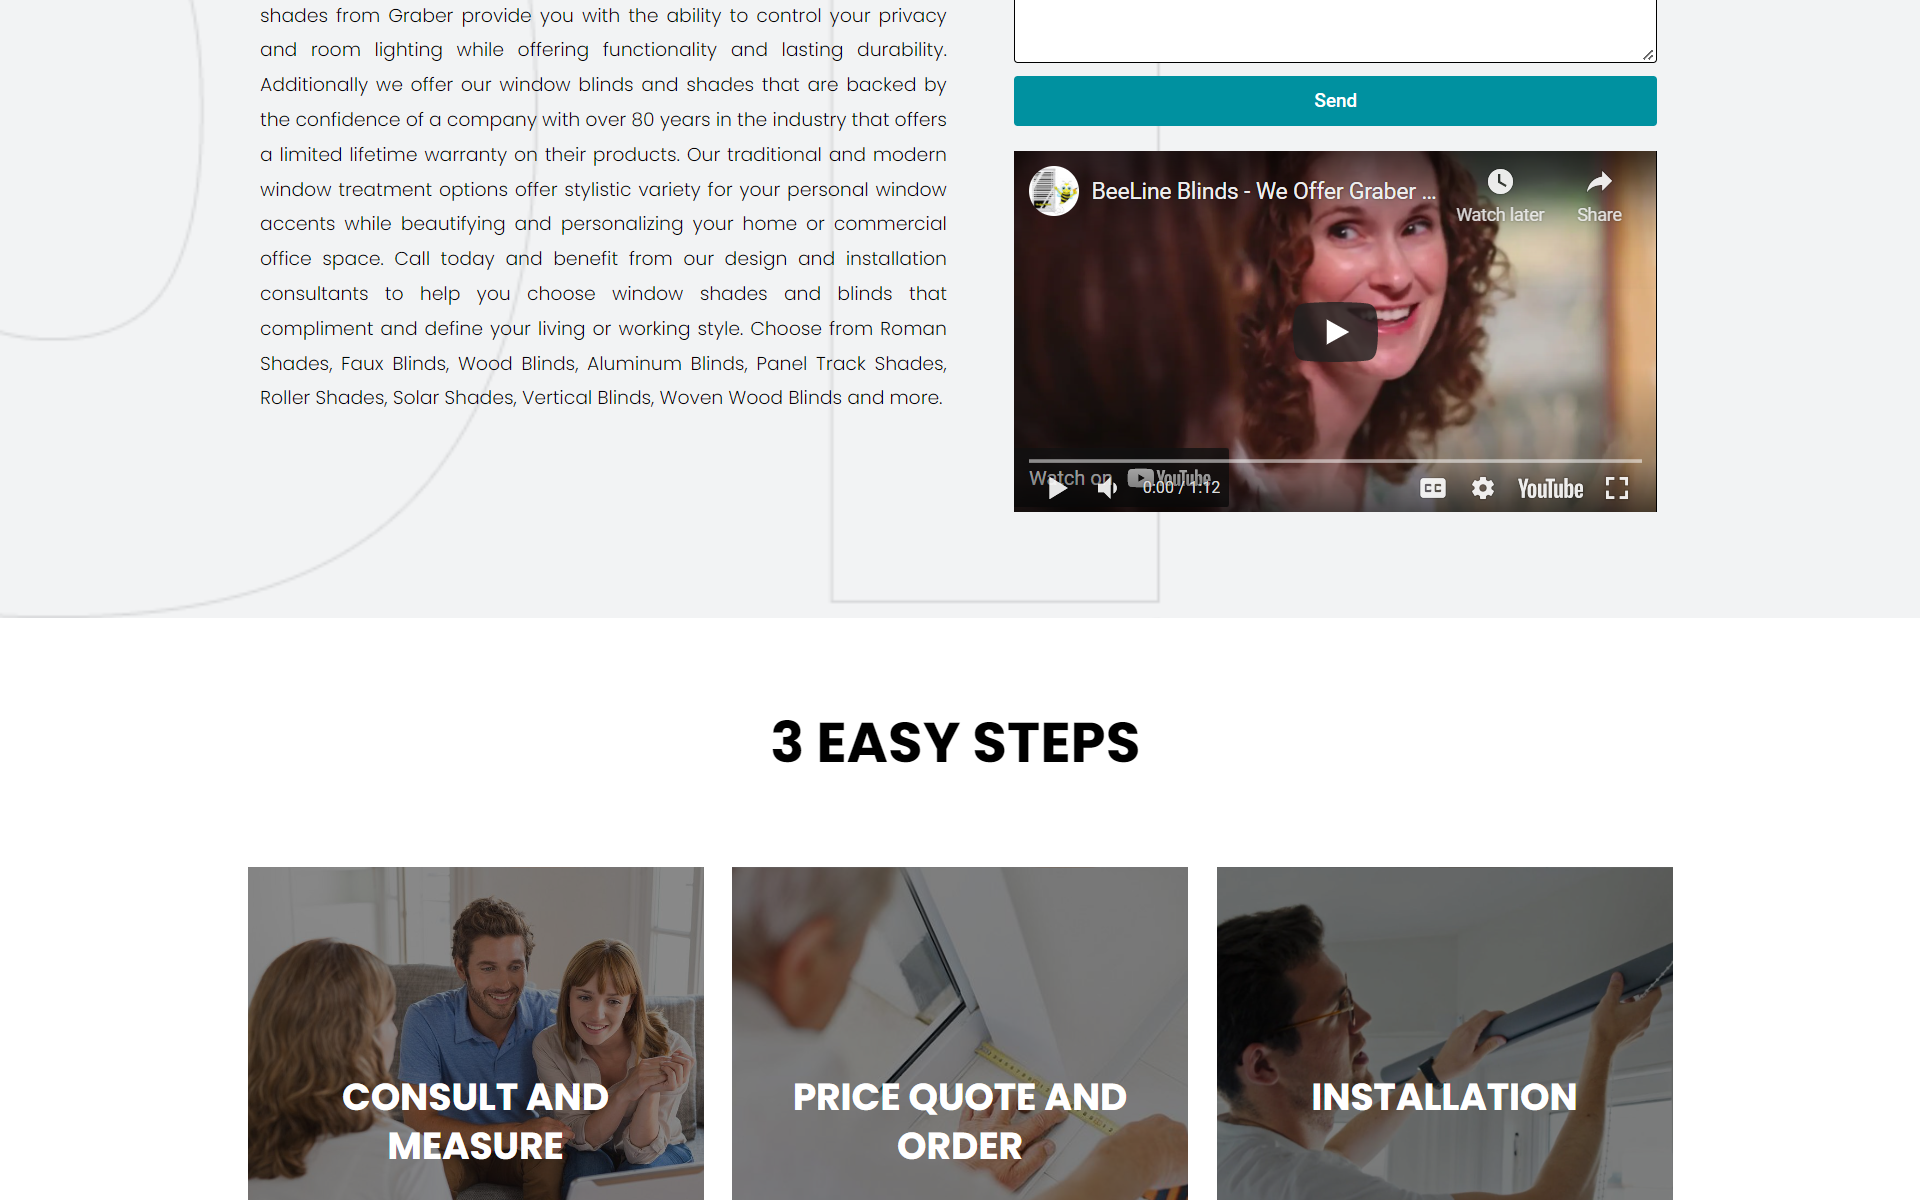 shades from Graber provide you with the ability to control your privacy
and room lighting while offering functionality and lasting durability.
Additionally we offer our window blinds and shades that are backed by
the confidence of a company with over 80 years in the industry that offers
a limited lifetime warranty on their products. Our traditional and modern
window treatment options offer stylistic variety for your personal window
accents while beautifying and personalizing your home or commercial
office space. Call today and benefit from our design and installation
consultants to help you choose window shades and blinds that
compliment and define your living or working style. Choose from Roman
Shades, Faux Blinds, Wood Blinds, Aluminum Blinds, Panel Track Shades,
Roller Shades, Solar Shades, Vertical Blinds, Woven Wood Blinds and more.
Send
BeeLine Blinds - We Offer Graber ...
Watch later
Share
Watch on YouTube
0:00 / 1:12
CC
YouTube
3 EASY STEPS
CONSULT AND
MEASURE
PRICE QUOTE AND
ORDER
INSTALLATION